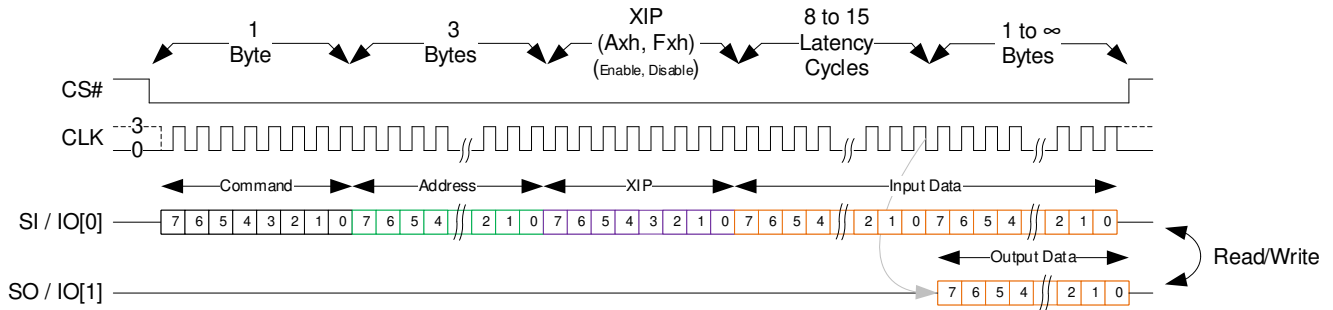 1 Byte
3 Bytes
XIP (Axh, Fxh) (Enable, Disable)
8 to 15 Latency Cycles
1 to ∞ Bytes
CS#
CLK
3
0
Command
Address
XIP
Input Data
SI / IO[0]
7 6 5 4 3 2 1 0 7 6 5 4 2 1 0 7 6 5 4 3 2 1 0 7 6 5 4 2 1 0 7 6 5 4 2 1 0
Output Data
Read/Write
SO / IO[1]
7 6 5 4 2 1 0